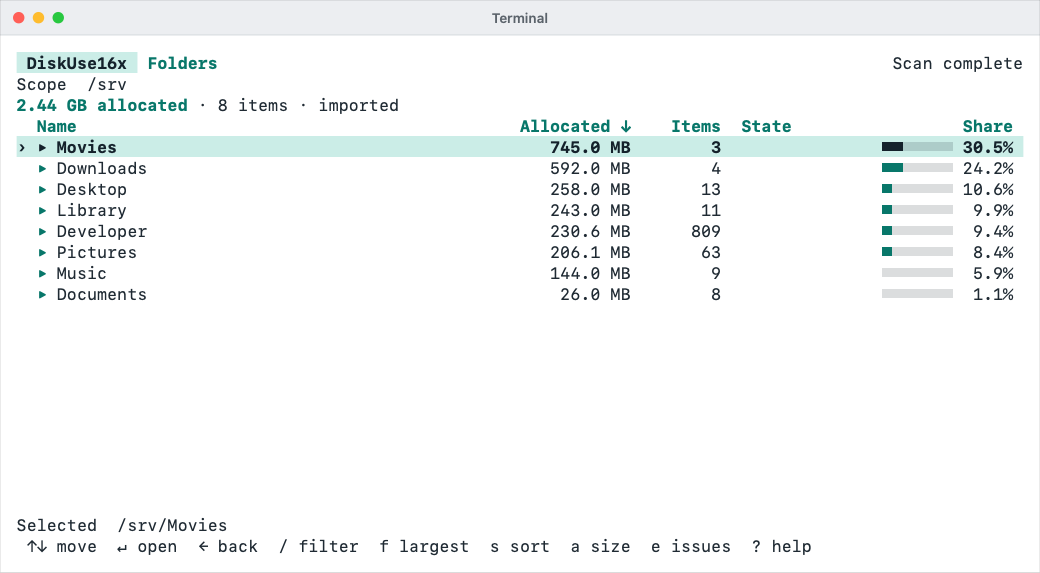 Terminal
DiskUse16x Folders Scan complete
Scope /srv
2.44 GB allocated · 8 items · imported
Name Allocated ↓ Items State Share
› ▸ Movies 745.0 MB 3 30.5%
▸ Downloads 592.0 MB 4 24.2%
▸ Desktop 258.0 MB 13 10.6%
▸ Library 243.0 MB 11 9.9%
▸ Developer 230.6 MB 809 9.4%
▸ Pictures 206.1 MB 63 8.4%
▸ Music 144.0 MB 9 5.9%
▸ Documents 26.0 MB 8 1.1%
Selected /srv/Movies
↑↓ move ↵ open ← back / filter f largest s sort a size e issues ? help